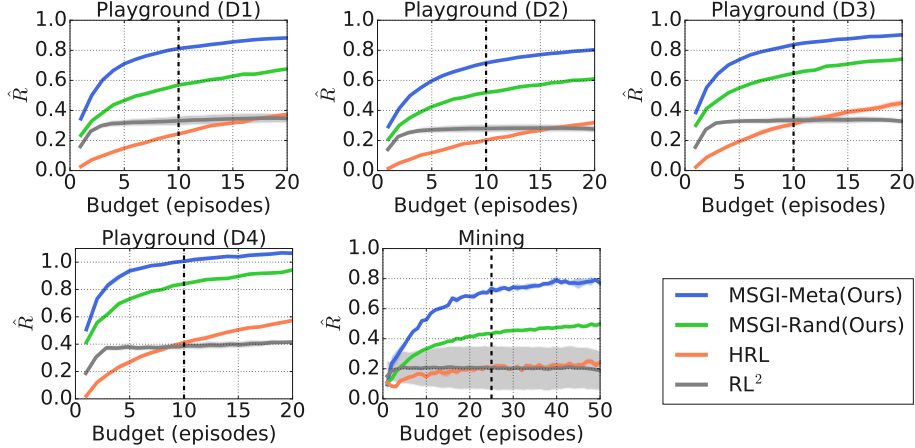 Playground (D1)
Playground (D2)
Playground (D3)
R̂
1.0
0.8
0.6
0.4
0.2
0.0
0 5 10 15 20
Budget (episodes)
R̂
1.0
0.8
0.6
0.4
0.2
0.0
0 5 10 15 20
Budget (episodes)
R̂
1.0
0.8
0.6
0.4
0.2
0.0
0 5 10 15 20
Budget (episodes)
Playground (D4)
Mining
R̂
1.0
0.8
0.6
0.4
0.2
0.0
0 5 10 15 20
Budget (episodes)
R̂
1.0
0.8
0.6
0.4
0.2
0.0
0 10 20 30 40 50
Budget (episodes)
MSGI-Meta(Ours)
MSGI-Rand(Ours)
HRL
RL²